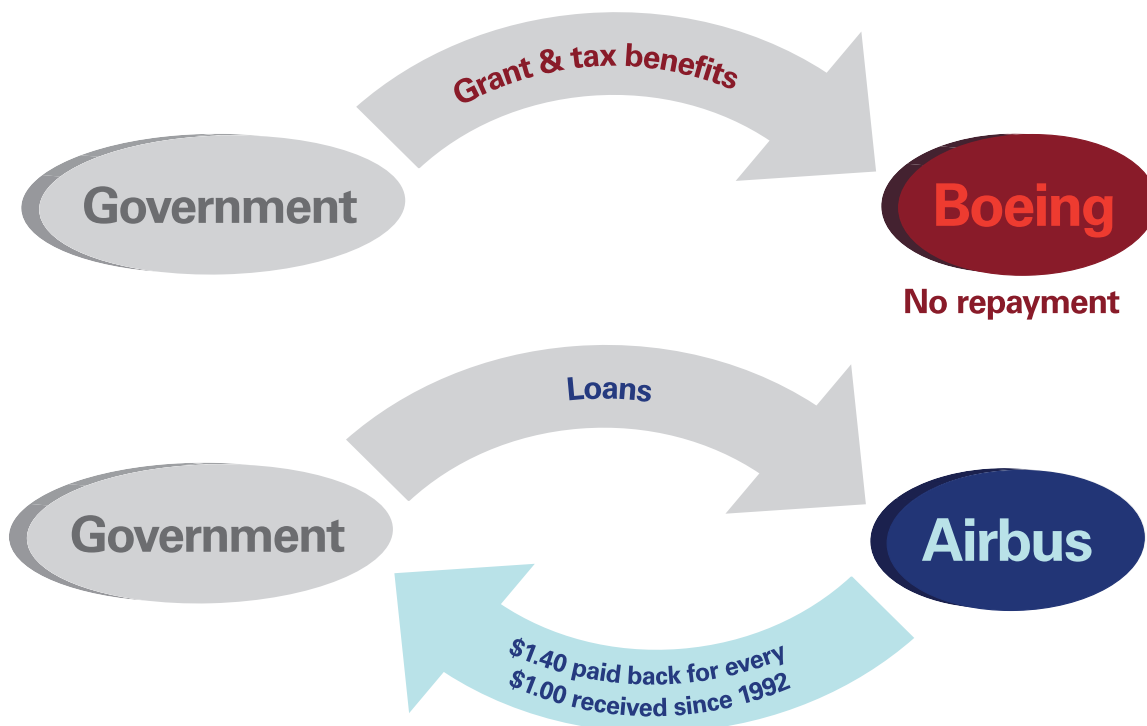 Grant & tax benefits
Government
Boeing
No repayment
Loans
Government
Airbus
$1.40 paid back for every
$1.00 received since 1992